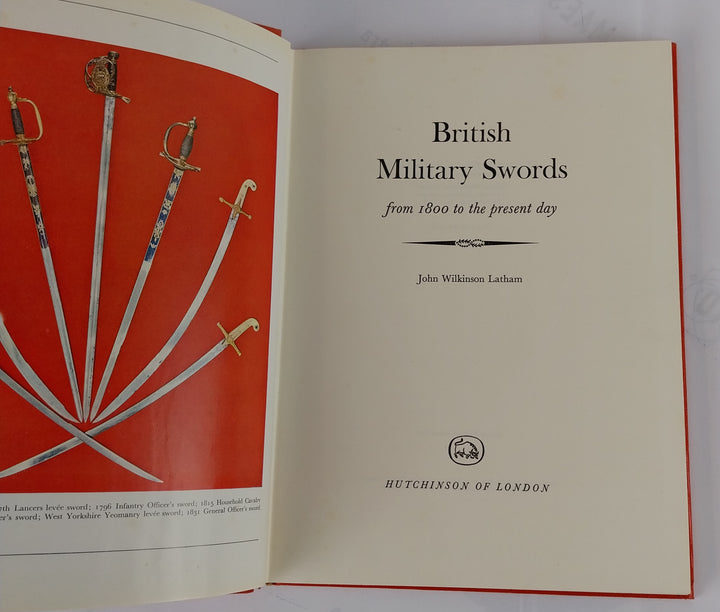 7th Lancers levée sword; 1796 Infantry Officer's sword; 1815 Household Cavalry
sword; West Yorkshire Yeomanry levée sword; 1831 General Officer's sword
British
Military Swords
from 1800 to the present day
John Wilkinson Latham
HUTCHINSON OF LONDON